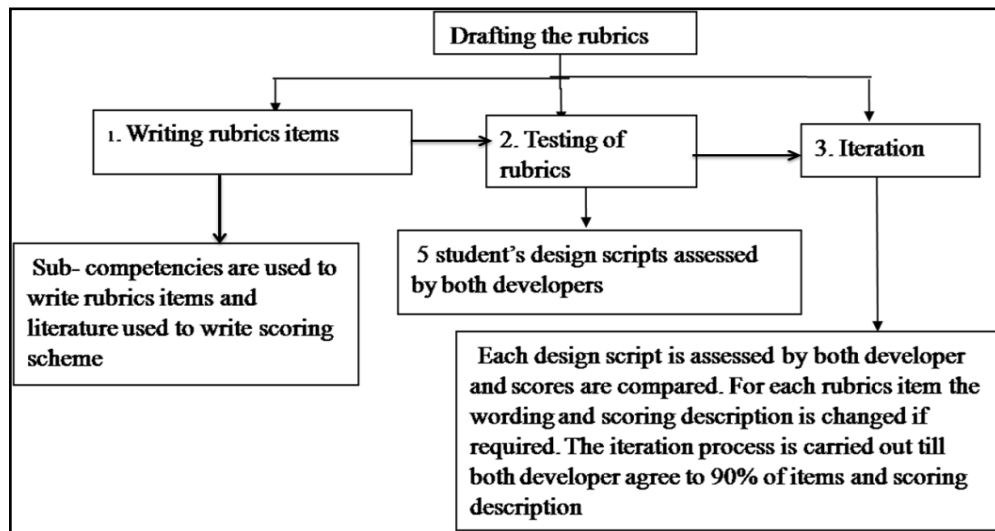 Drafting the rubrics
1. Writing rubrics items
2. Testing of
rubrics
3. Iteration
Sub- competencies are used to
write rubrics items and
literature used to write scoring
scheme
5 student's design scripts assessed
by both developers
Each design script is assessed by both developer
and scores are compared. For each rubrics item the
wording and scoring description is changed if
required. The iteration process is carried out till
both developer agree to 90% of items and scoring
description